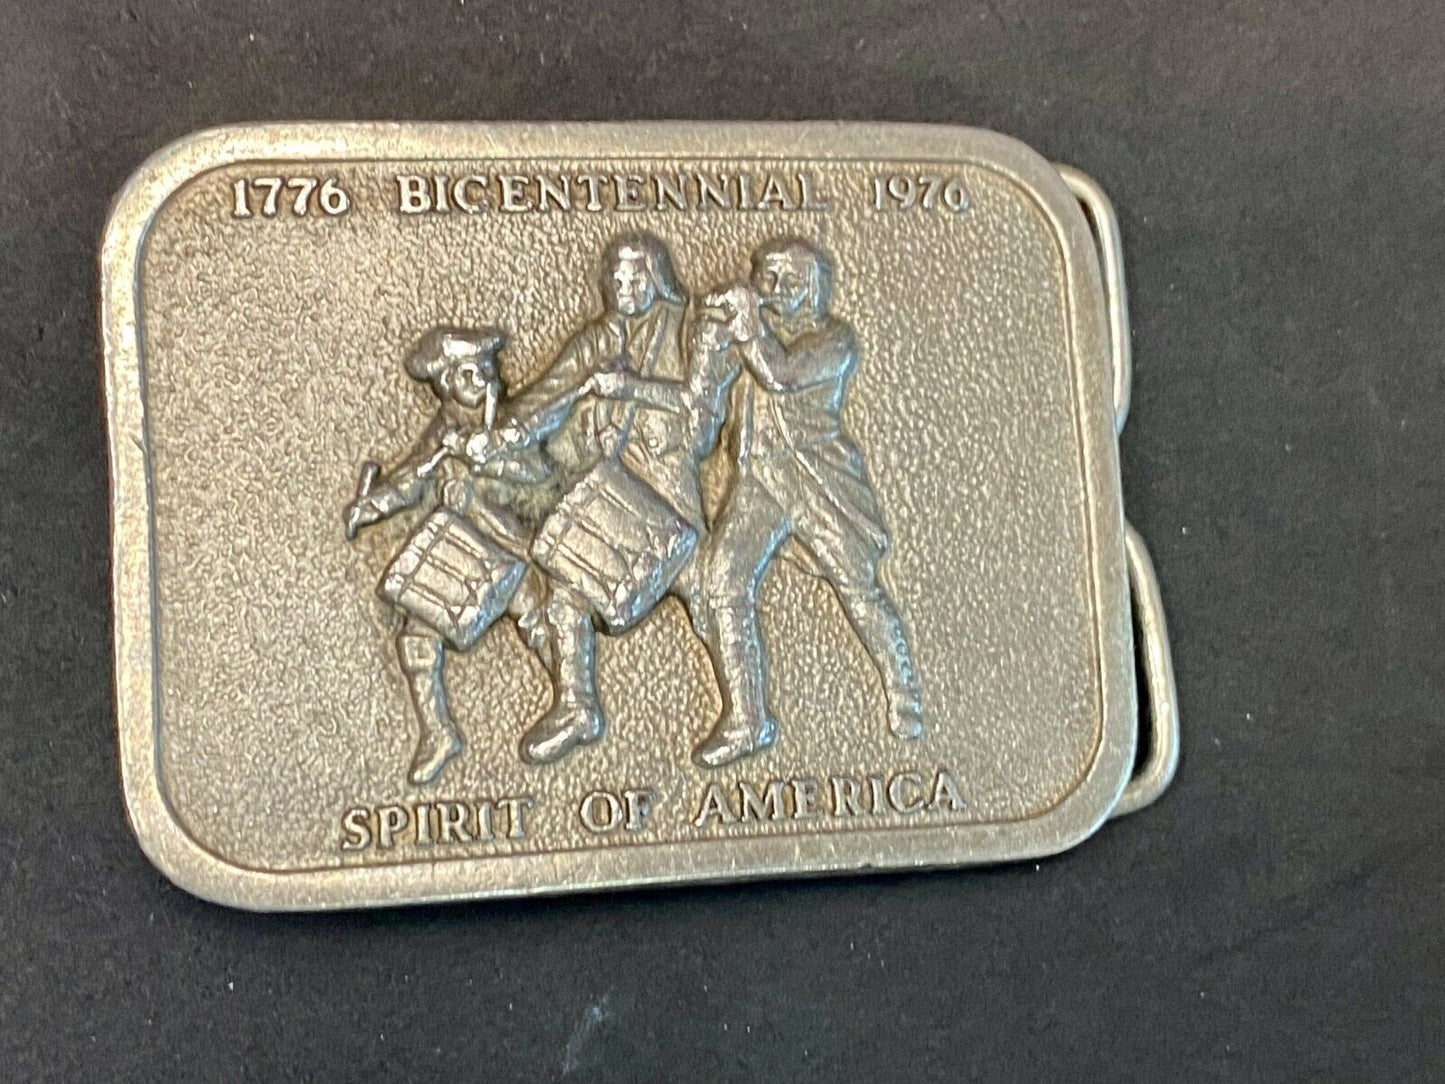 1776 BICENTENNIAL 1976
SPIRIT OF AMERICA